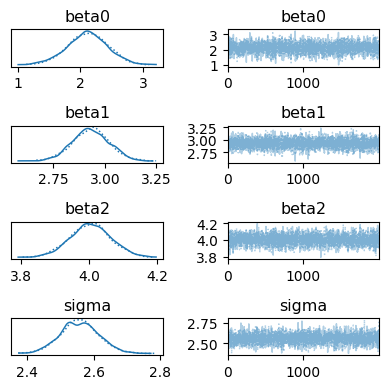 beta0 beta0
3
2
1
1 2 3 0 1000
beta1 beta1
3.25
3.00
2.75
2.75 3.00 3.25 0 1000
beta2 beta2
4.2
4.0
3.8
3.8 4.0 4.2 0 1000
sigma sigma
2.75
2.50
2.4 2.6 2.8 0 1000